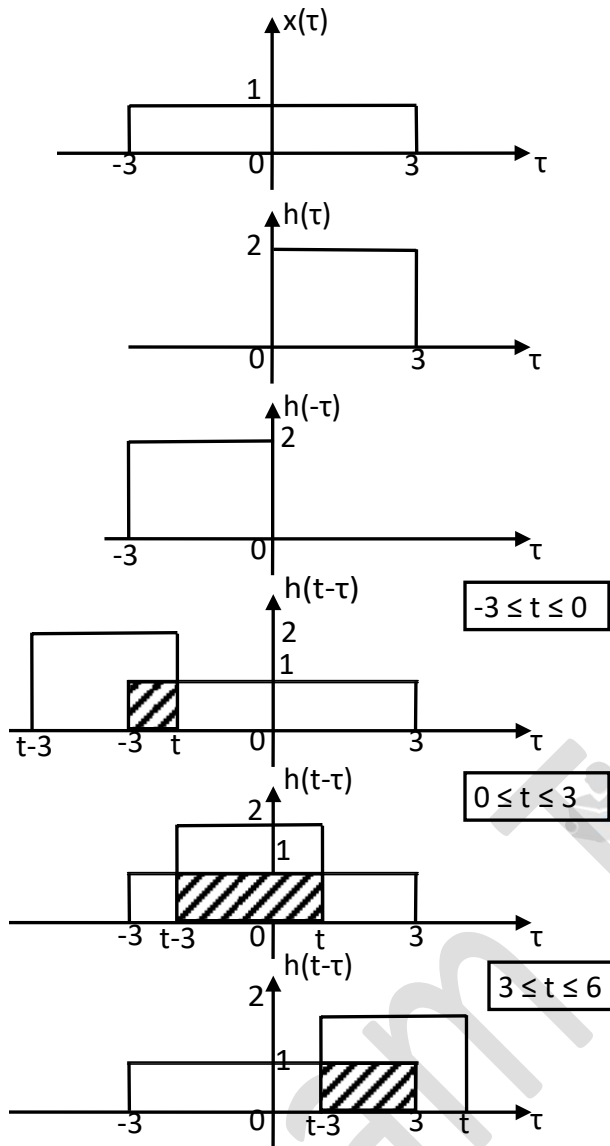 x(τ)
1
-3 0 3 τ
h(τ)
2
0 3 τ
h(-τ)
2
-3 0 τ
h(t-τ)
-3 ≤ t ≤ 0
2
1
t-3 -3 t 0 3 τ
h(t-τ)
0 ≤ t ≤ 3
2
1
-3 t-3 0 t 3 τ
h(t-τ)
3 ≤ t ≤ 6
2
1
-3 0 t-3 3 t τ